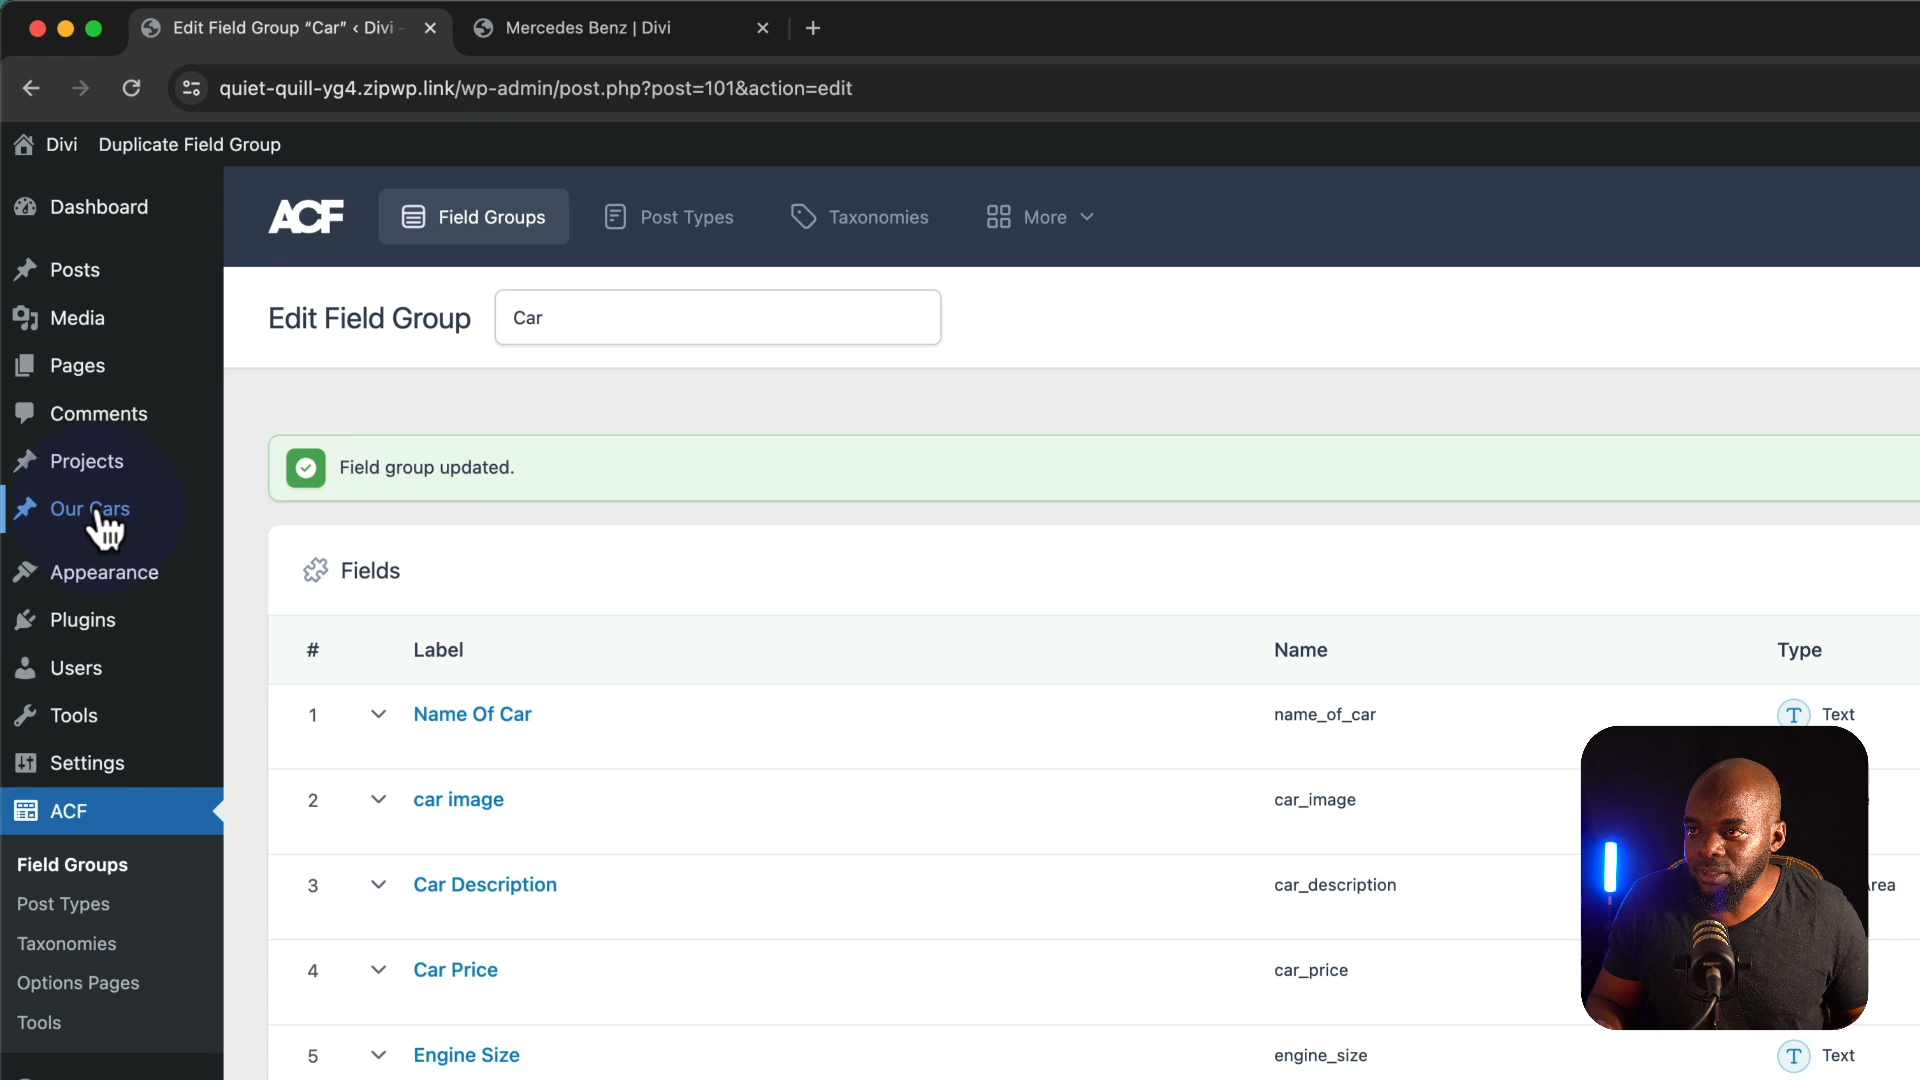 Edit Field Group “Car” ‹ Divi -
Mercedes Benz | Divi
quiet-quill-yg4.zipwp.link/wp-admin/post.php?post=101&action=edit
Divi Duplicate Field Group
Dashboard
Posts
Media
Pages
Comments
Projects
Our Cars
Appearance
Plugins
Users
Tools
Settings
ACF
Field Groups
Post Types
Taxonomies
Options Pages
Tools
ACF Field Groups Post Types Taxonomies More
Edit Field Group Car
Field group updated.
Fields
# Label Name Type
1 Name Of Car name_of_car T Text
2 car image car_image
3 Car Description car_description rea
4 Car Price car_price
5 Engine Size engine_size T Text